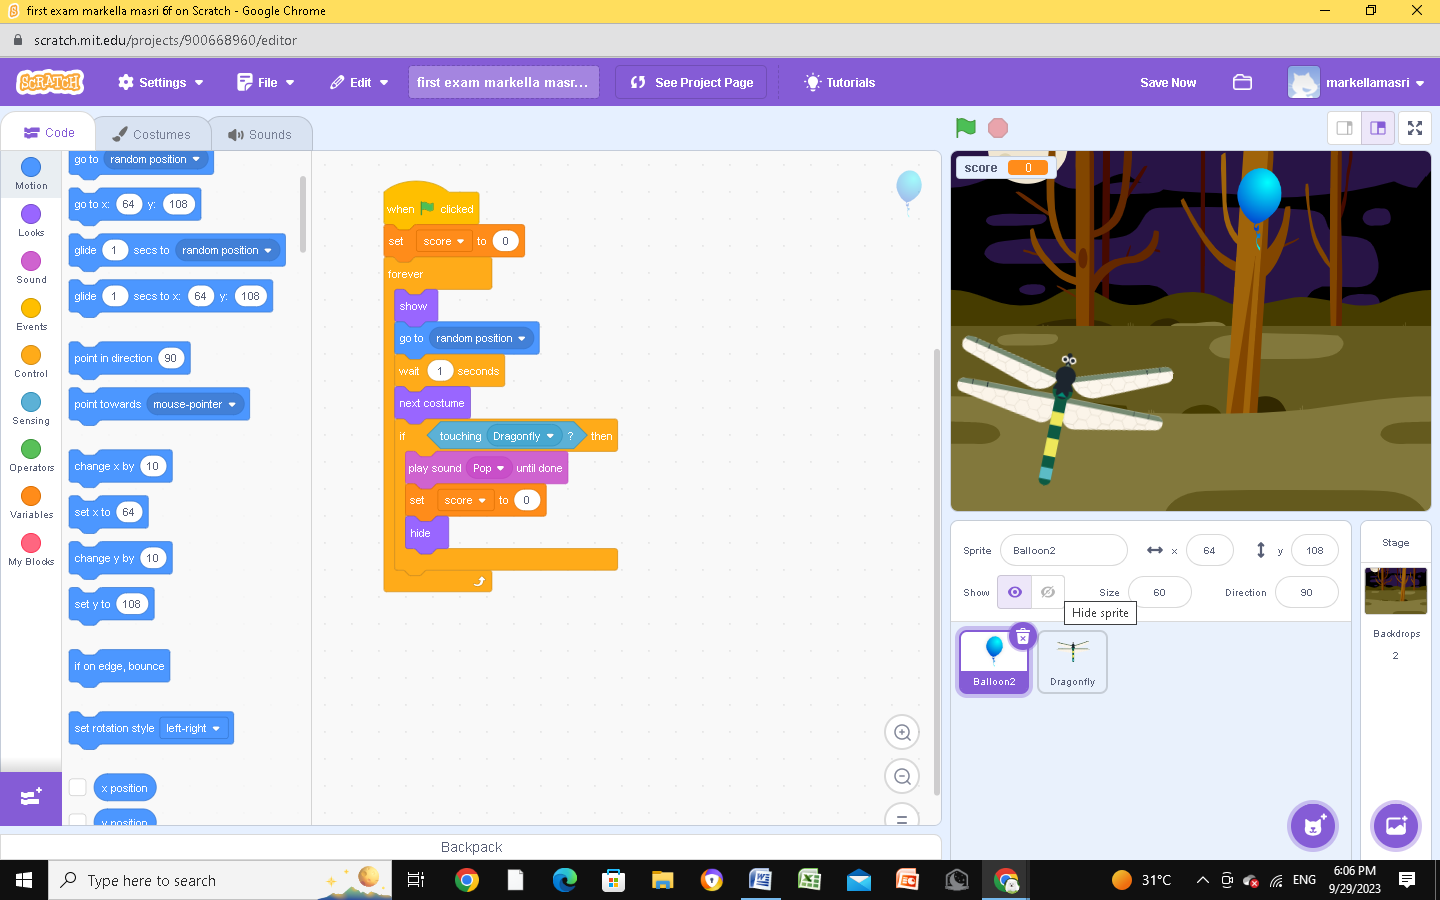 first exam markella masri 6f on Scratch - Google Chrome
scratch.mit.edu/projects/900668960/editor
SCRATCH Settings File Edit first exam markella masr... See Project Page Tutorials Save Now markellamasri
Code Costumes Sounds
Motion
Looks
Sound
Events
Control
Sensing
Operators
Variables
My Blocks
go to random position
go to x: 64 y: 108
glide 1 secs to random position
glide 1 secs to x: 64 y: 108
point in direction 90
point towards mouse-pointer
change x by 10
set x to 64
change y by 10
set y to 108
if on edge, bounce
set rotation style left-right
x position
y position
when clicked
set score to 0
forever
show
go to random position
wait 1 seconds
next costume
if touching Dragonfly ? then
play sound Pop until done
set score to 0
hide
Backpack
score 0
Sprite Balloon2 x 64 y 108
Show Size 60 Direction 90
Hide sprite
Balloon2
Dragonfly
Stage
Backdrops
2
Type here to search
31°C
ENG
6:06 PM
9/29/2023